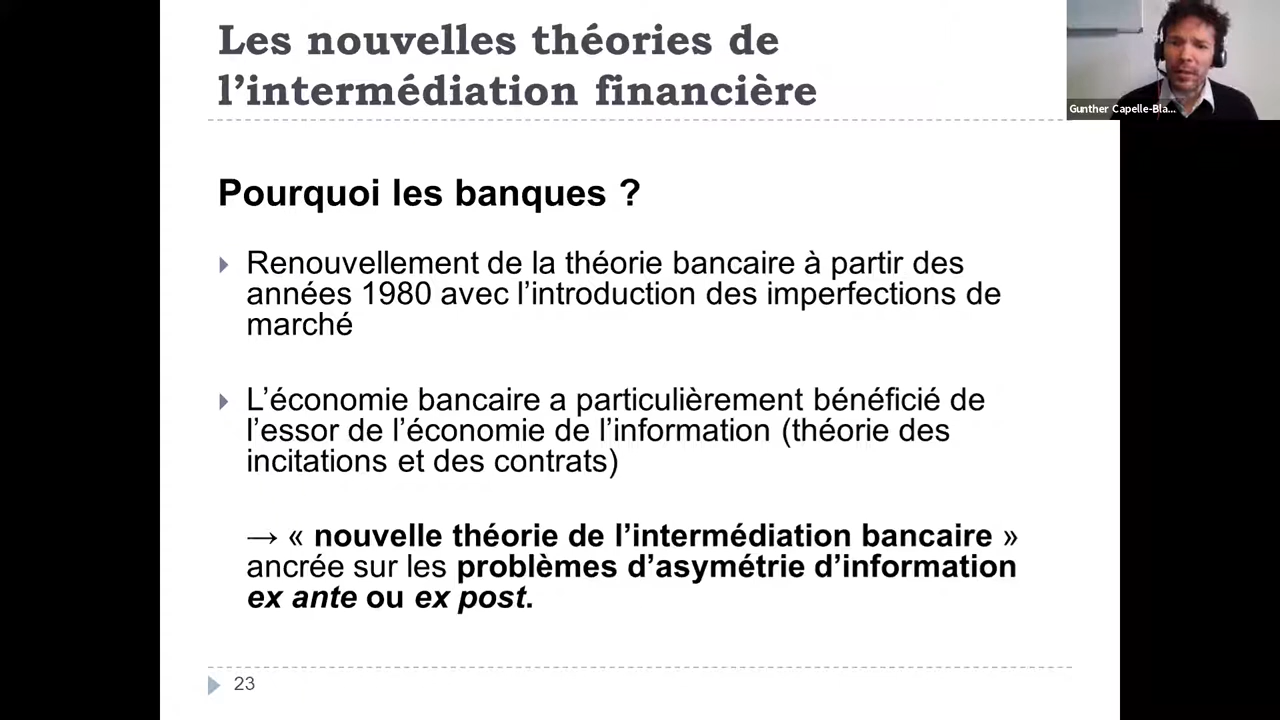 Les nouvelles théories de
l’intermédiation financière
Gunther Capelle-Bla...
Pourquoi les banques ?
Renouvellement de la théorie bancaire à partir des
années 1980 avec l’introduction des imperfections de
marché
L’économie bancaire a particulièrement bénéficié de
l’essor de l’économie de l’information (théorie des
incitations et des contrats)
→ « nouvelle théorie de l’intermédiation bancaire »
ancrée sur les problèmes d’asymétrie d’information
ex ante ou ex post.
23